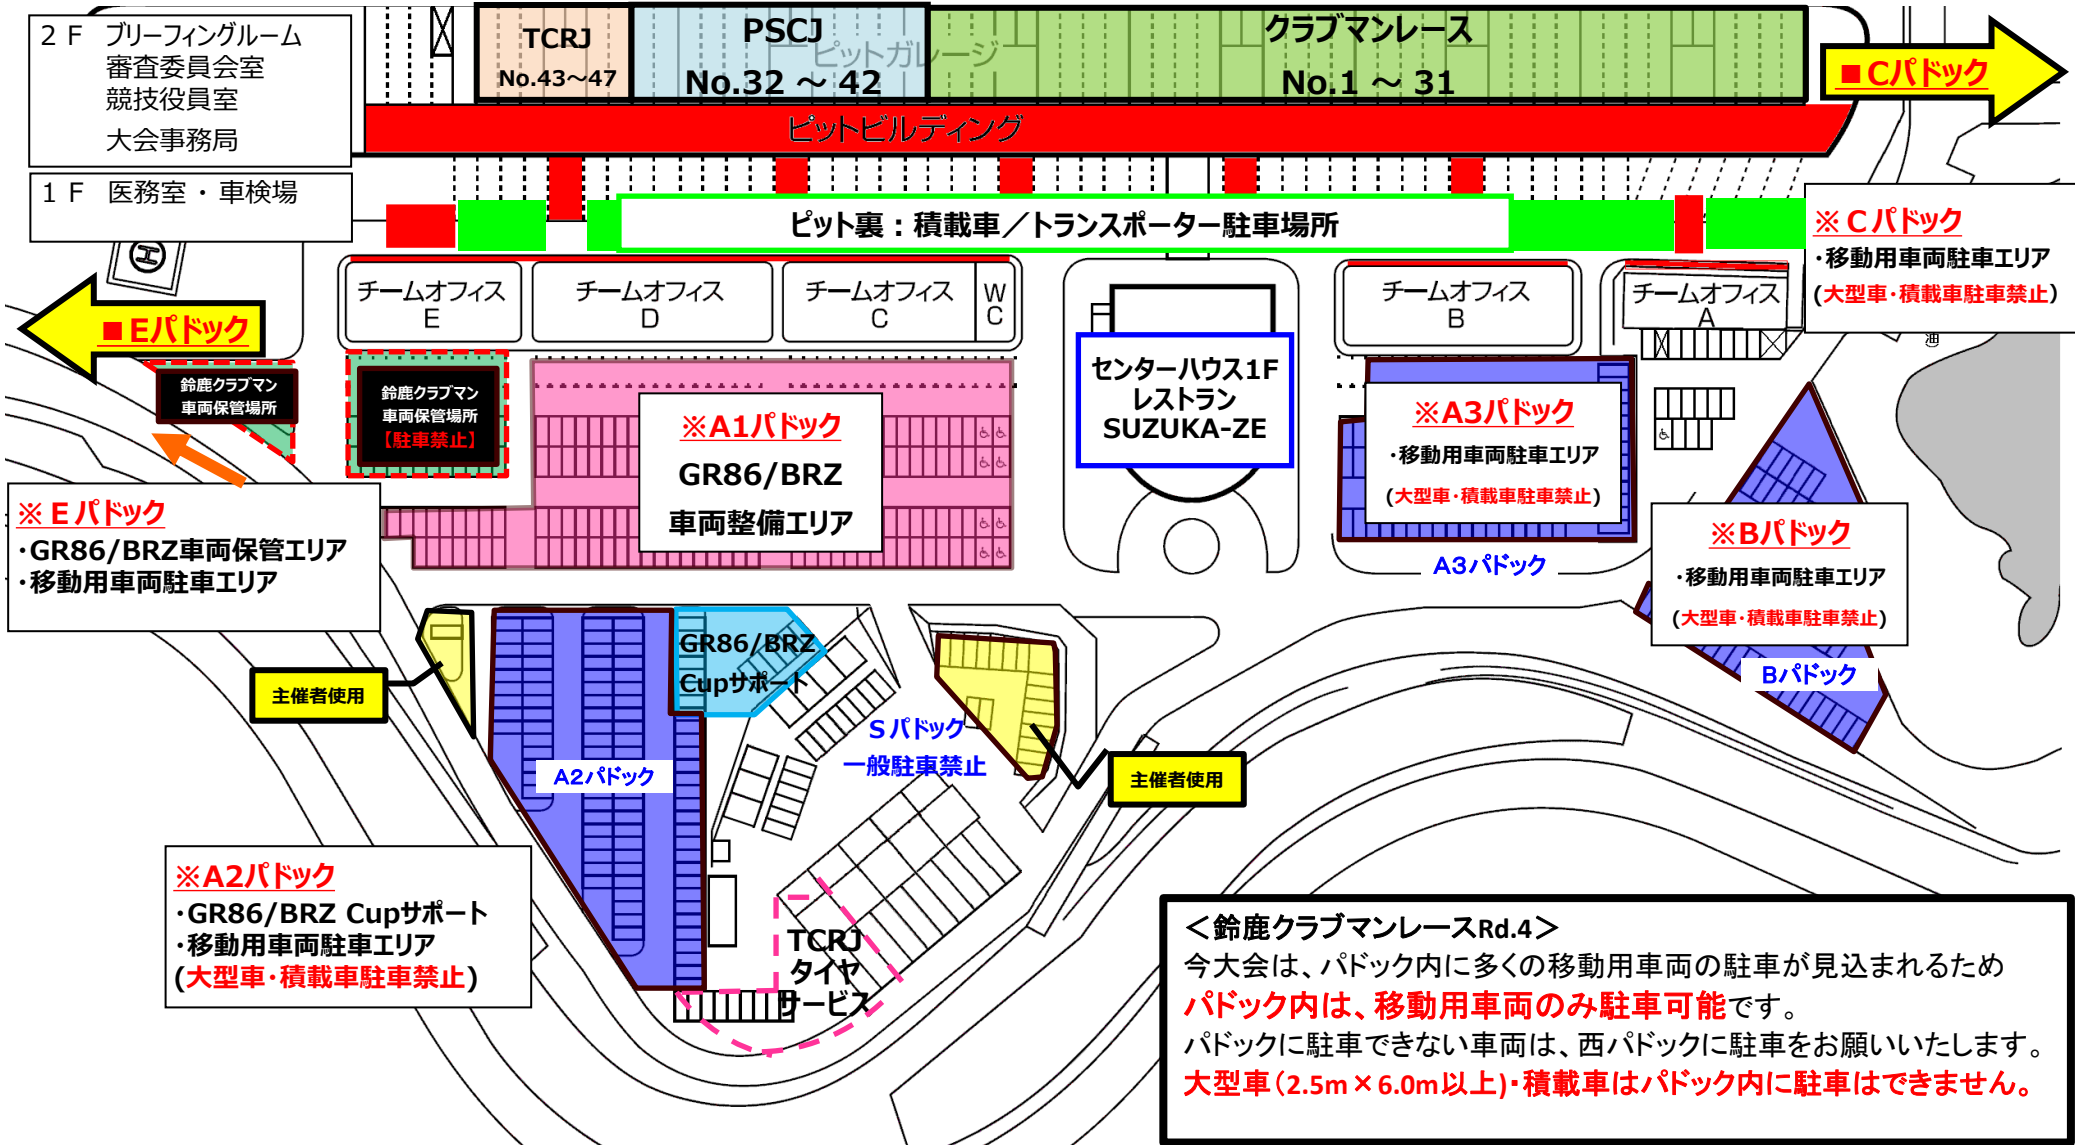 2 F ブリーフィングルーム
審査委員会室
競技役員室
大会事務局
1 F 医務室 ・ 車検場
TCRJ
No.43～47
PSCJ
No.32 ～ 42
ピットガレージ
クラブマンレース
No.1 ～ 31
■Cパドック
ピットビルディング
ピット裏：積載車／トランスポーター駐車場所
※Cパドック
・移動用車両駐車エリア
(大型車・積載車駐車禁止)
■Eパドック
チームオフィス
E
チームオフィス
D
チームオフィス
C
W
C
チームオフィス
B
チームオフィス
A
油
鈴鹿クラブマン
車両保管場所
鈴鹿クラブマン
車両保管場所
【駐車禁止】
※A1パドック
GR86/BRZ
車両整備エリア
センターハウス1F
レストラン
SUZUKA-ZE
※A3パドック
・移動用車両駐車エリア
(大型車・積載車駐車禁止)
A3パドック
※Eパドック
・GR86/BRZ車両保管エリア
・移動用車両駐車エリア
※Bパドック
・移動用車両駐車エリア
(大型車・積載車駐車禁止)
Bパドック
主催者使用
GR86/BRZ
Cupサポート
A2パドック
Sパドック
一般駐車禁止
主催者使用
※A2パドック
・GR86/BRZ Cupサポート
・移動用車両駐車エリア
(大型車・積載車駐車禁止)
TCRJ
タイヤ
サービス
＜鈴鹿クラブマンレースRd.4＞
今大会は、パドック内に多くの移動用車両の駐車が見込まれるため
パドック内は、移動用車両のみ駐車可能です。
パドックに駐車できない車両は、西パドックに駐車をお願いいたします。
大型車（2.5m×6.0m以上)・積載車はパドック内に駐車はできません。